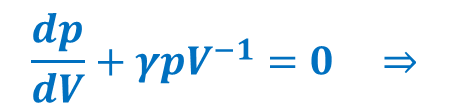 dp/dV + γpV⁻¹ = 0 ⇒